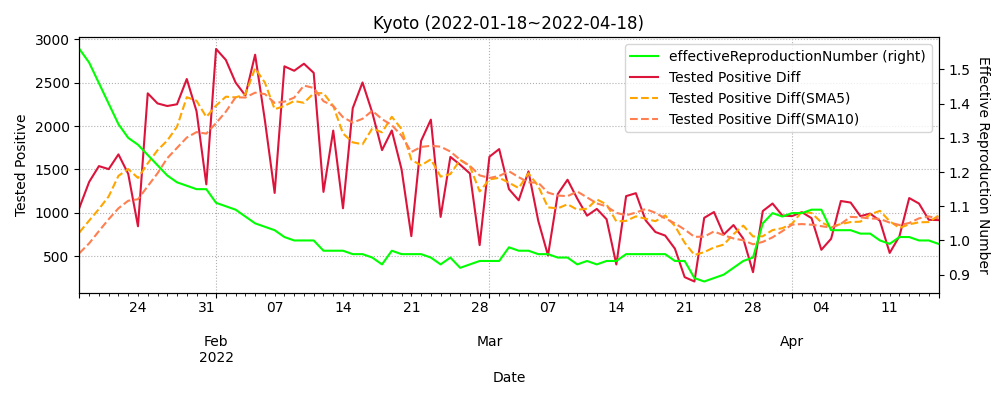 Kyoto (2022-01-18~2022-04-18)
3000
2500
2000
1500
1000
500
Tested Positive
effectiveReproductionNumber (right)
Tested Positive Diff
Tested Positive Diff(SMA5)
Tested Positive Diff(SMA10)
1.5
1.4
1.3
1.2
1.1
1.0
0.9
Effective Reproduction Number
24 31 07 14 21 28 07 14 21 28 04 11
Feb Mar Apr
2022
Date